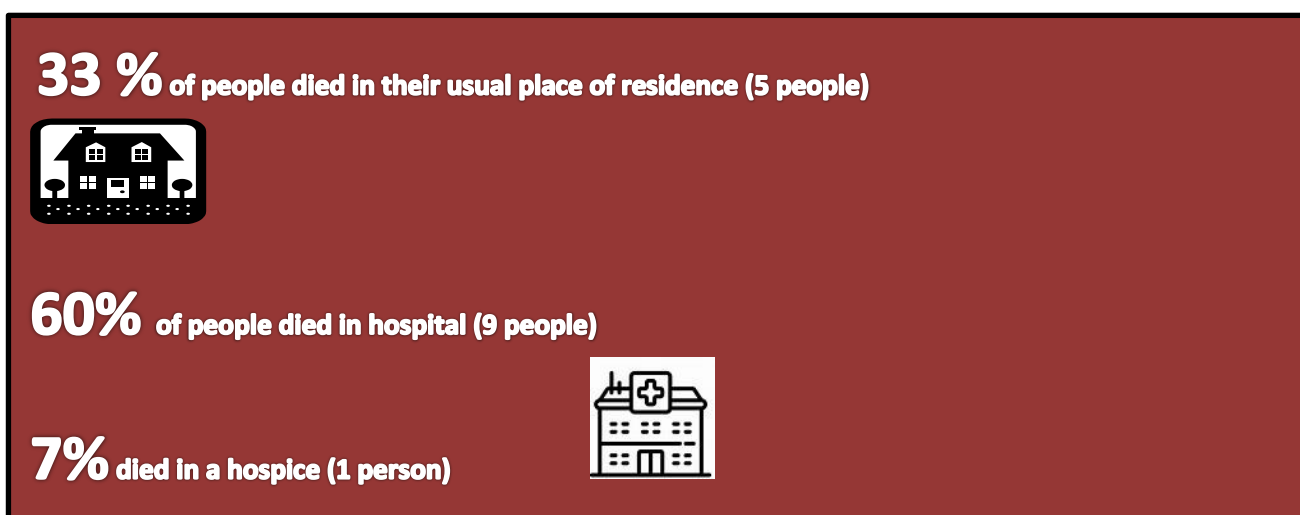 33 % of people died in their usual place of residence (5 people)
60% of people died in hospital (9 people)
7% died in a hospice (1 person)